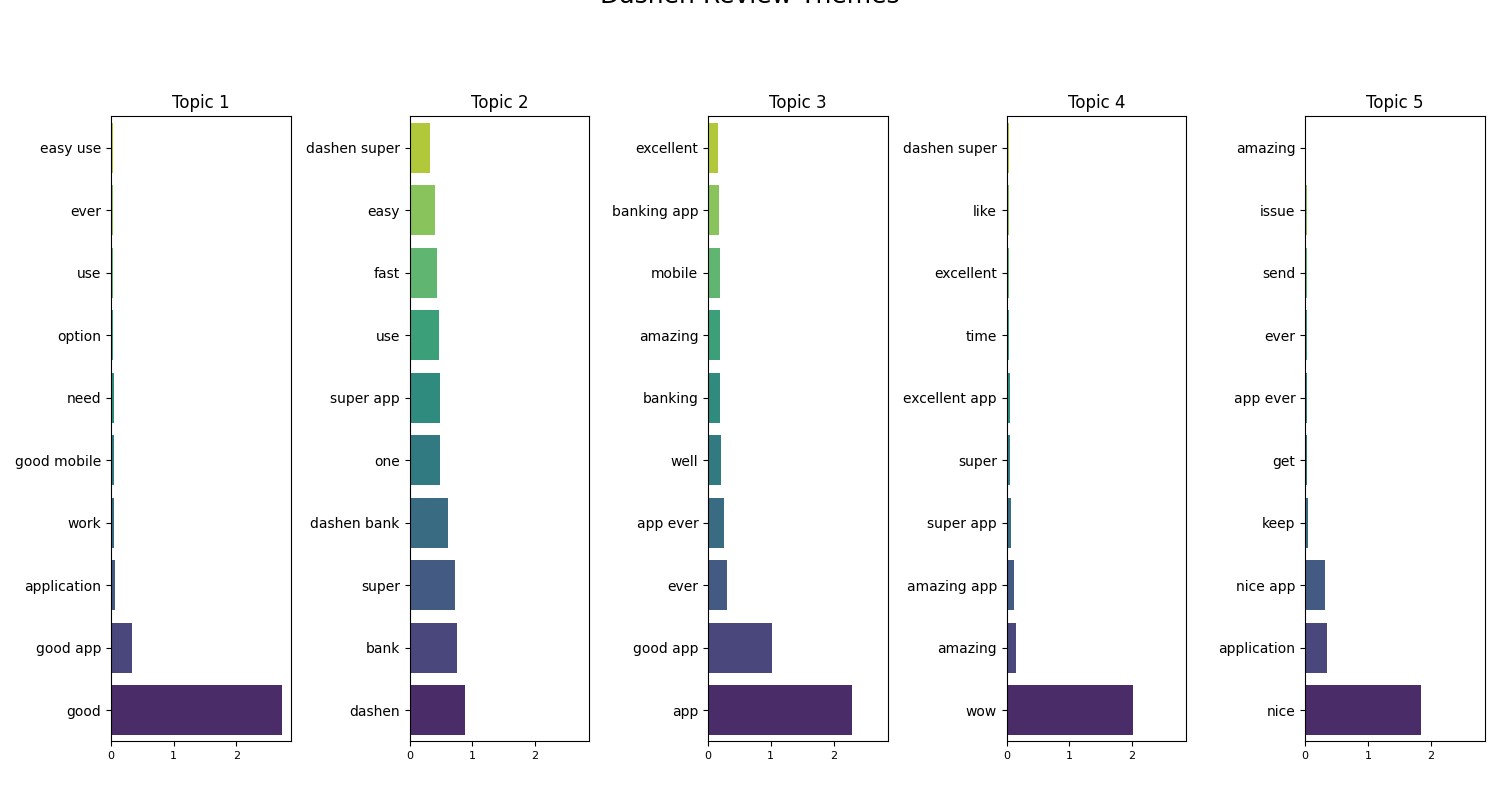 Dashen Review Themes
Topic 1
easy use
ever
use
option
need
good mobile
work
application
good app
good
0 1 2
Topic 2
dashen super
easy
fast
use
super app
one
dashen bank
super
bank
dashen
0 1 2
Topic 3
excellent
banking app
mobile
amazing
banking
well
app ever
ever
good app
app
0 1 2
Topic 4
dashen super
like
excellent
time
excellent app
super
super app
amazing app
amazing
wow
0 1 2
Topic 5
amazing
issue
send
ever
app ever
get
keep
nice app
application
nice
0 1 2